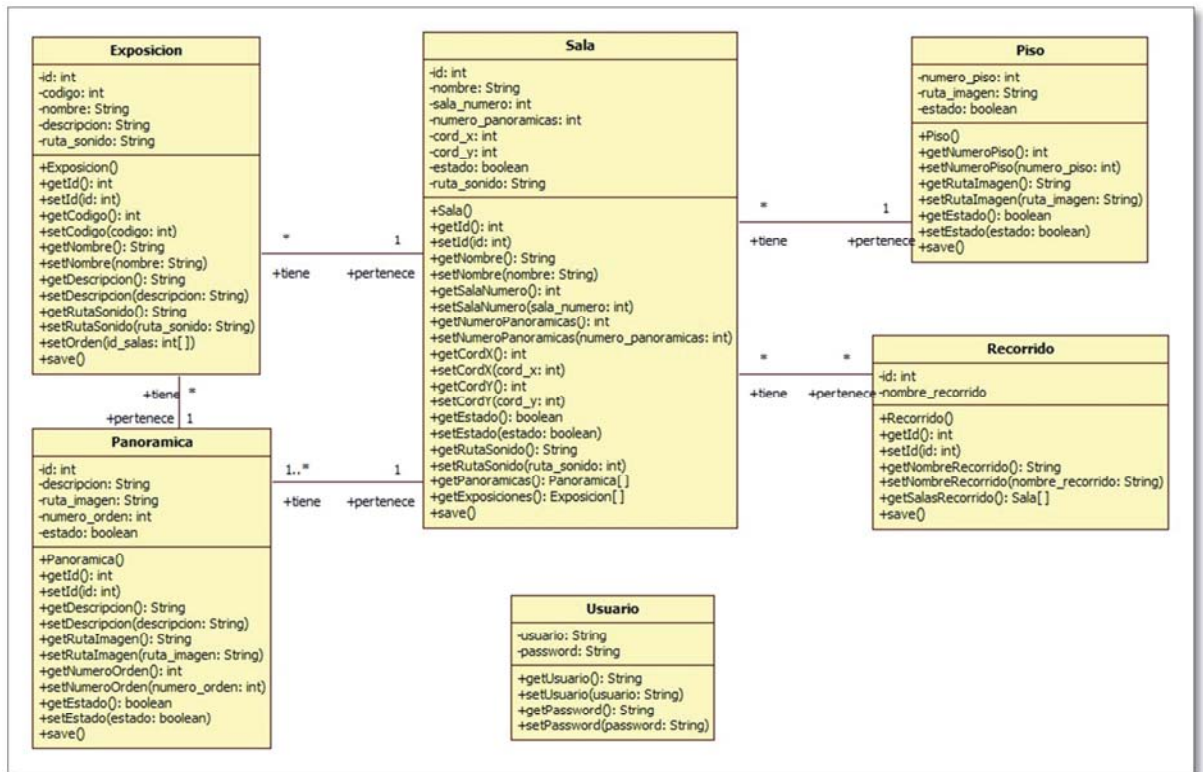 Exposicion
-id: int
-codigo: int
-nombre: String
-descripcion: String
-ruta_sonido: String
+Exposicion()
+getId(): int
+setId(id: int)
+getCodigo(): int
+setCodigo(codigo: int)
+getNombre(): String
+setNombre(nombre: String)
+getDescripcion(): String
+setDescripcion(descripcion: String)
+getRutaSonido(): String
+setRutaSonido(ruta_sonido: String)
+setOrden(id_salas: int[ ])
+save()
*
1
+tiene
+pertenece
+tiene
*
+pertenece
1
Sala
-id: int
-nombre: String
-sala_numero: int
-numero_panoramicas: int
-cord_x: int
-cord_y: int
-estado: boolean
-ruta_sonido: String
+Sala()
+getId(): int
+setId(id: int)
+getNombre(): String
+setNombre(nombre: String)
+getSalaNumero(): int
+setSalaNumero(sala_numero: int)
+getNumeroPanoramicas(): int
+setNumeroPanoramicas(numero_panoramicas: int)
+getCordX(): int
+setCordX(cord_x: int)
+getCordY(): int
+setCordY(cord_y: int)
+getEstado(): boolean
+setEstado(estado: boolean)
+getRutaSonido(): String
+setRutaSonido(ruta_sonido: int)
+getPanoramicas(): Panoramica[ ]
+getExposiciones(): Exposicion[ ]
+save()
*
1
+tiene
+pertenece
Piso
-numero_piso: int
-ruta_imagen: String
-estado: boolean
+Piso()
+getNumeroPiso(): int
+setNumeroPiso(numero_piso: int)
+getRutaImagen(): String
+setRutaImagen(ruta_imagen: String)
+getEstado(): boolean
+setEstado(estado: boolean)
+save()
*
*
+tiene
+pertenece
Recorrido
-id: int
-nombre_recorrido
+Recorrido()
+getId(): int
+setId(id: int)
+getNombreRecorrido(): String
+setNombreRecorrido(nombre_recorrido: String)
+getSalasRecorrido(): Sala[ ]
+save()
Panoramica
-id: int
-descripcion: String
-ruta_imagen: String
-numero_orden: int
-estado: boolean
+Panoramica()
+getId(): int
+setId(id: int)
+getDescripcion(): String
+setDescripcion(descripcion: String)
+getRutaImagen(): String
+setRutaImagen(ruta_imagen: String)
+getNumeroOrden(): int
+setNumeroOrden(numero_orden: int)
+getEstado(): boolean
+setEstado(estado: boolean)
+save()
1..*
1
+tiene
+pertenece
Usuario
-usuario: String
-password: String
+getUsuario(): String
+setUsuario(usuario: String)
+getPassword(): String
+setPassword(password: String)